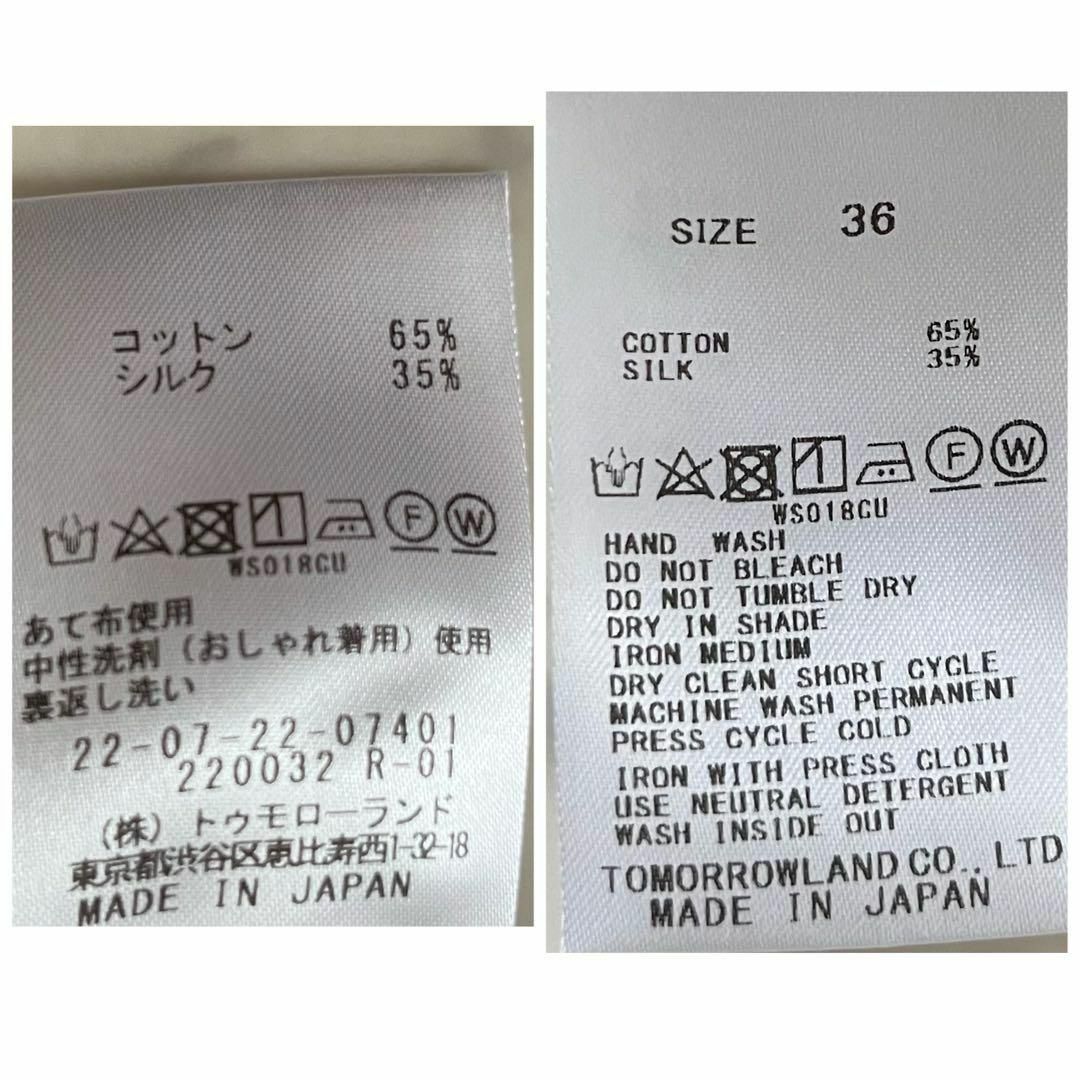 コットン 65%
シルク 35%
F W
WS018CU
あて布使用
中性洗剤(おしゃれ着用)使用
裏返し洗い
22-07-22-07401
220032 R-01
(株)トゥモローランド
東京都渋谷区恵比寿西1-32-18
MADE IN JAPAN
SIZE 36
COTTON 65%
SILK 35%
F W
WS018CU
HAND WASH
DO NOT BLEACH
DO NOT TUMBLE DRY
DRY IN SHADE
IRON MEDIUM
DRY CLEAN SHORT CYCLE
MACHINE WASH PERMANENT
PRESS CYCLE COLD
IRON WITH PRESS CLOTH
USE NEUTRAL DETERGENT
WASH INSIDE OUT
TOMORROWLAND CO., LTD
MADE IN JAPAN